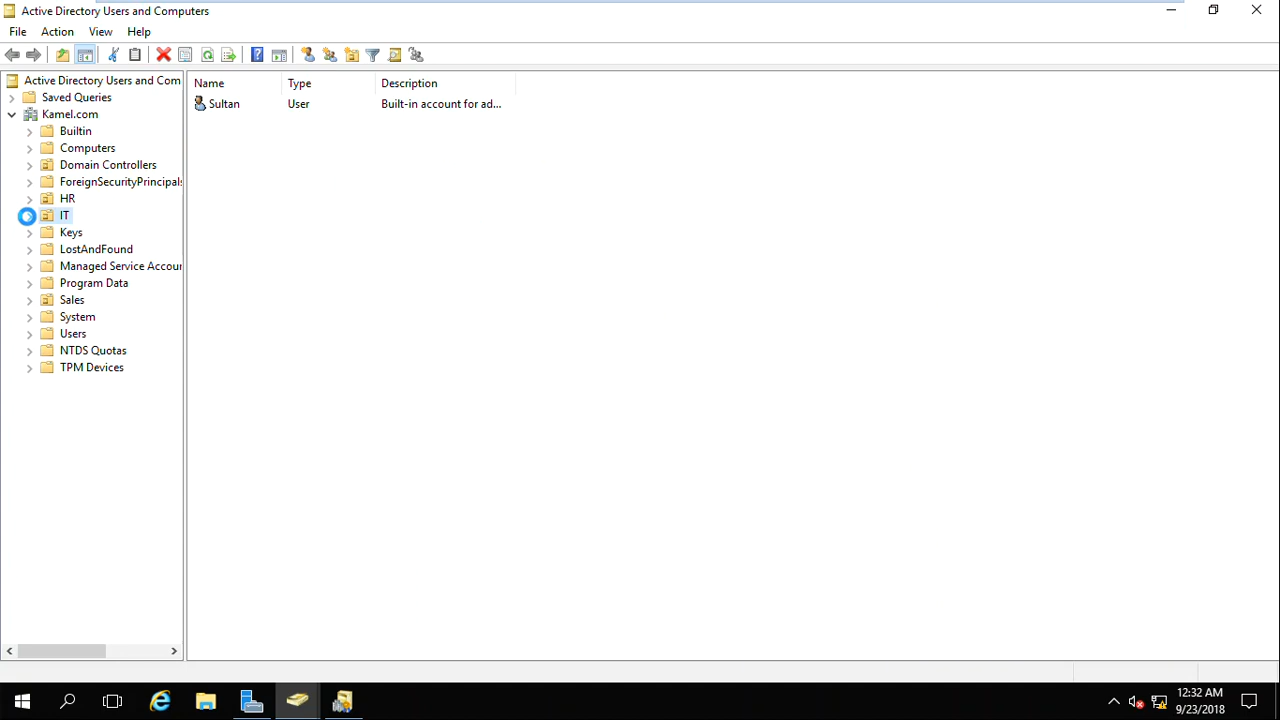 Active Directory Users and Computers
File Action View Help
Active Directory Users and Com
Saved Queries
Kamel.com
Builtin
Computers
Domain Controllers
ForeignSecurityPrincipals
HR
IT
Keys
LostAndFound
Managed Service Accour
Program Data
Sales
System
Users
NTDS Quotas
TPM Devices
Name Type Description
Sultan User Built-in account for ad...
12:32 AM
9/23/2018